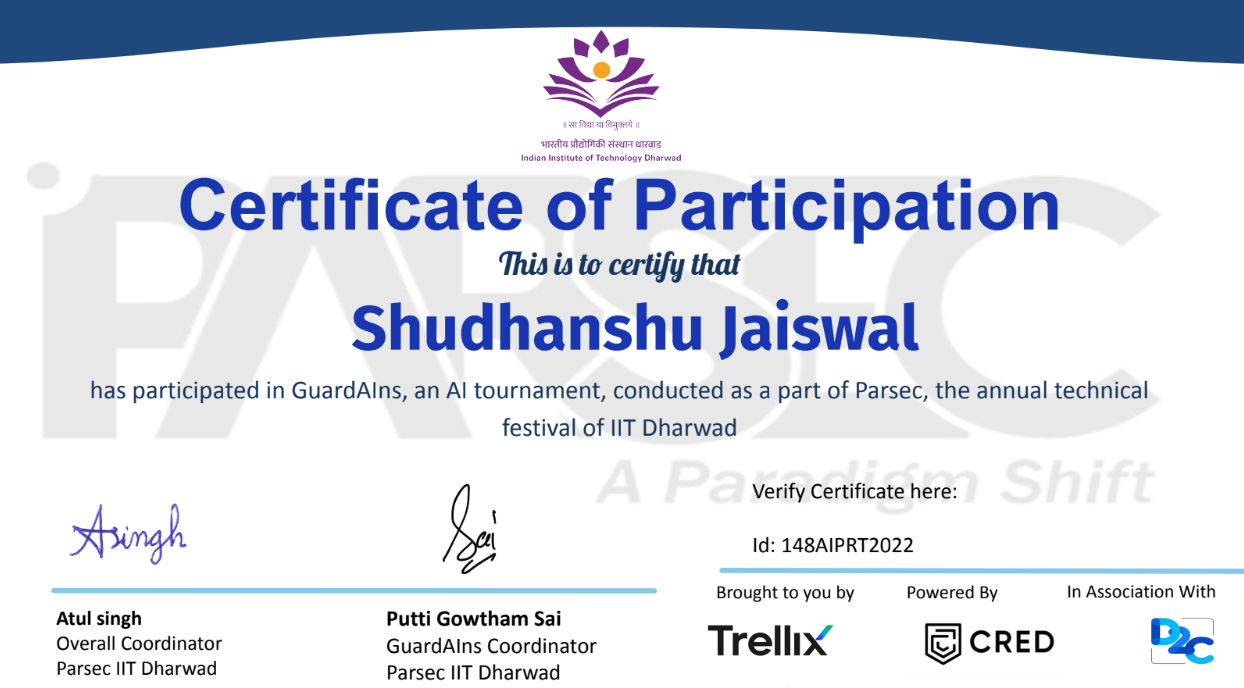 ॥ सा विद्या या विमुक्तये ॥
भारतीय प्रौद्योगिकी संस्थान धारवाड
Indian Institute of Technology Dharwad
PARSEC
Certificate of Participation
This is to certify that
Shudhanshu Jaiswal
has participated in GuardAIns, an AI tournament, conducted as a part of Parsec, the annual technical
festival of IIT Dharwad
A Paradigm Shift
Verify Certificate here:
Id: 148AIPRT2022
Asingh
Sai
Atul singh
Overall Coordinator
Parsec IIT Dharwad
Putti Gowtham Sai
GuardAIns Coordinator
Parsec IIT Dharwad
Brought to you by
Trellix
Powered By
CRED
In Association With
D2C